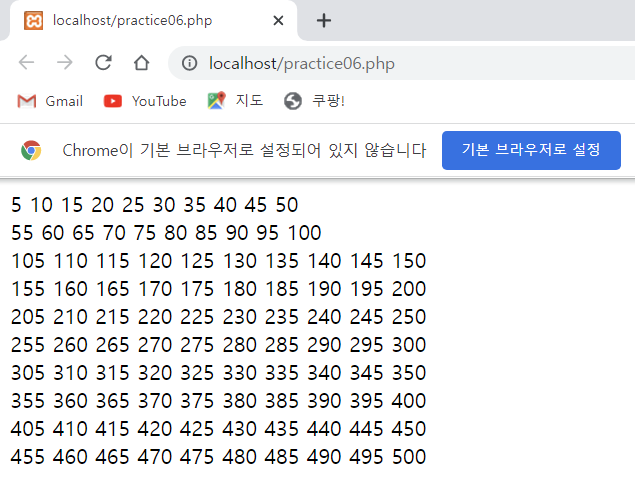 localhost/practice06.php
localhost/practice06.php
Gmail YouTube 지도 쿠팡!
Chrome이 기본 브라우저로 설정되어 있지 않습니다 기본 브라우저로 설정
5 10 15 20 25 30 35 40 45 50
55 60 65 70 75 80 85 90 95 100
105 110 115 120 125 130 135 140 145 150
155 160 165 170 175 180 185 190 195 200
205 210 215 220 225 230 235 240 245 250
255 260 265 270 275 280 285 290 295 300
305 310 315 320 325 330 335 340 345 350
355 360 365 370 375 380 385 390 395 400
405 410 415 420 425 430 435 440 445 450
455 460 465 470 475 480 485 490 495 500